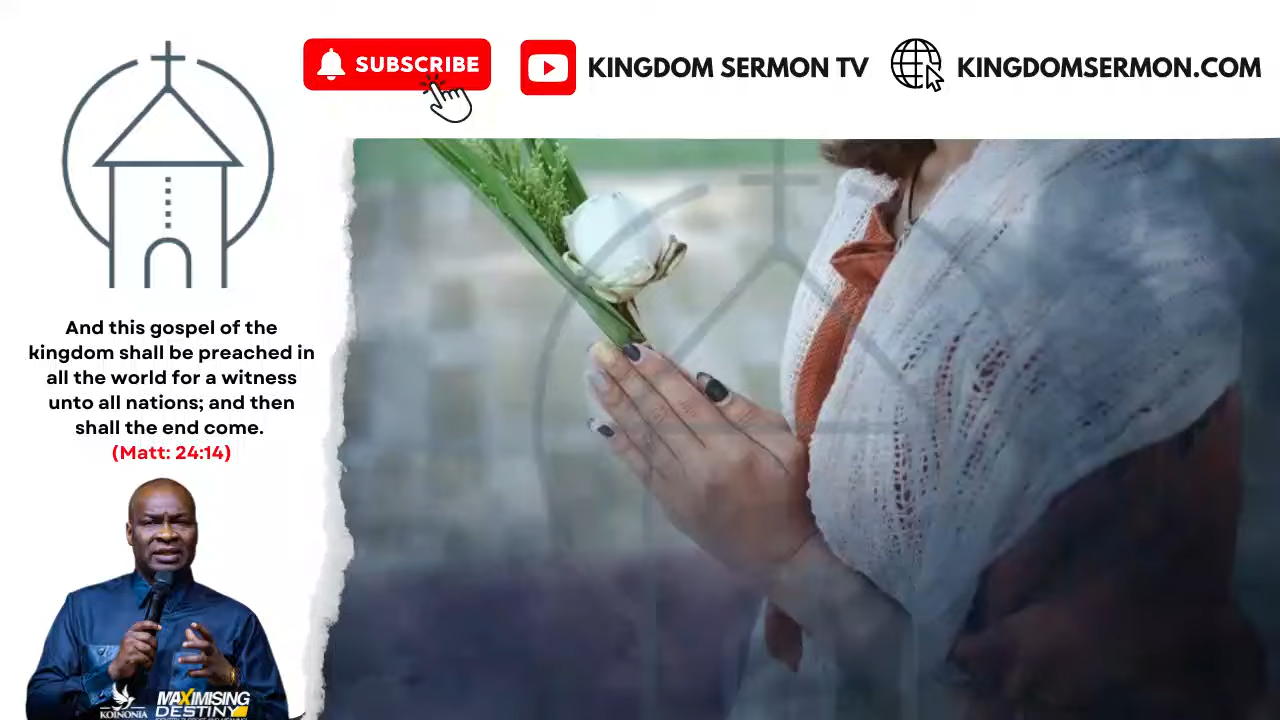 SUBSCRIBE
KINGDOM SERMON TV
KINGDOMSERMON.COM
And this gospel of the
kingdom shall be preached in
all the world for a witness
unto all nations; and then
shall the end come.
(Matt: 24:14)
KOINONIA
MAXIMISING
DESTINY